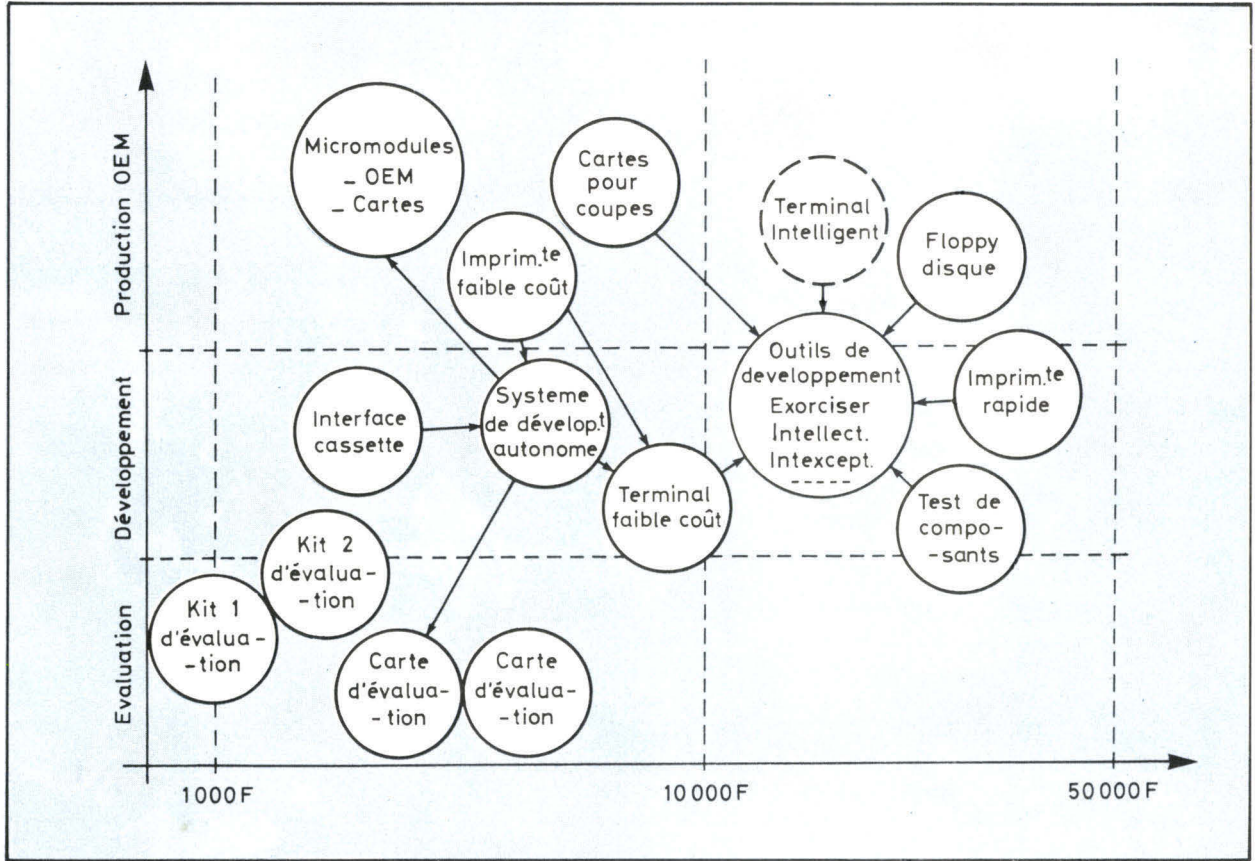 Production OEM
Développement
Evaluation
Micromodules
_ OEM
_ Cartes
Imprim.te
faible coût
Cartes
pour
coupes
Terminal
Intelligent
Floppy
disque
Interface
cassette
Systeme
de dévelop.t
autonome
Terminal
faible coût
Outils de
developpement
Exorciser
Intellect.
Intexcept.
Imprim.te
rapide
Test de
compo-
-sants
Kit 1
d'évalua-
-tion
Kit 2
d'évalua-
-tion
Carte
d'évalua-
-tion
Carte
d'évalua-
-tion
1000F
10000F
50000F